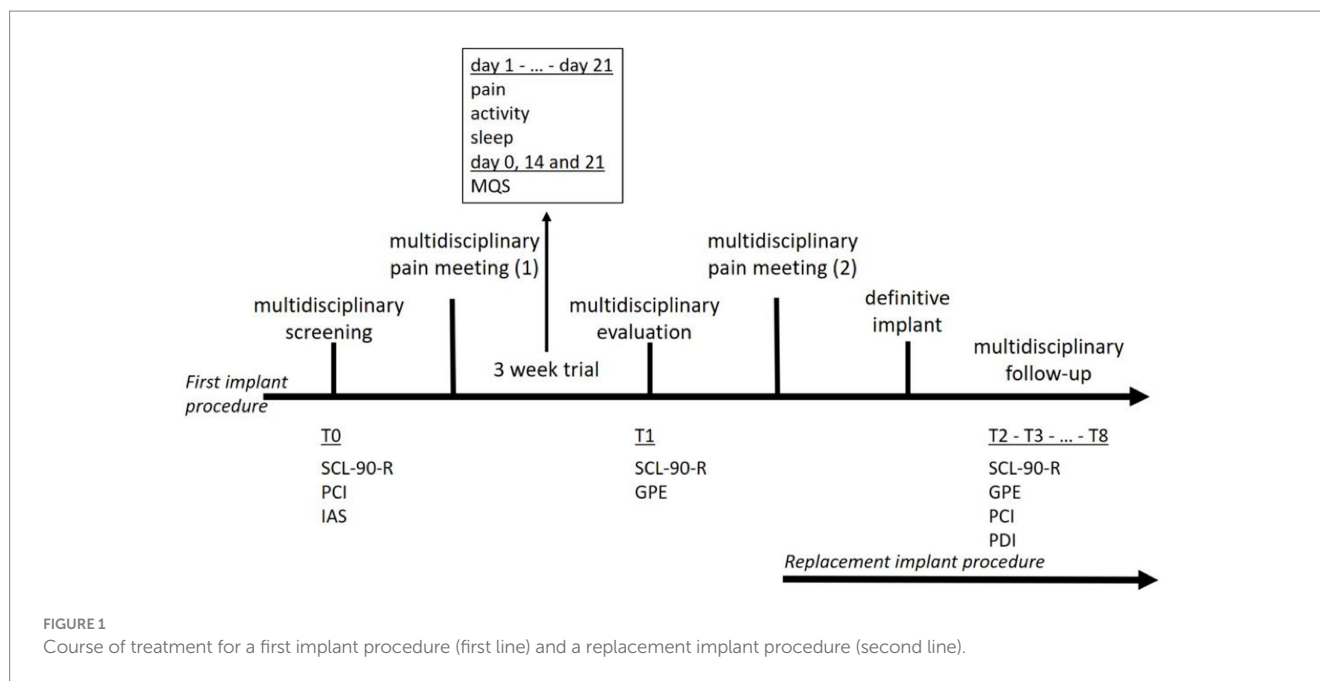 day 1 - ... - day 21
pain
activity
sleep
day 0, 14 and 21
MQS
multidisciplinary
pain meeting (1)
multidisciplinary
pain meeting (2)
multidisciplinary
screening
multidisciplinary
evaluation
definitive
implant
3 week trial
multidisciplinary
follow-up
First implant
procedure
T0
SCL-90-R
PCI
IAS
T1
SCL-90-R
GPE
T2 - T3 - ... - T8
SCL-90-R
GPE
PCI
PDI
Replacement implant procedure
FIGURE 1
Course of treatment for a first implant procedure (first line) and a replacement implant procedure (second line).